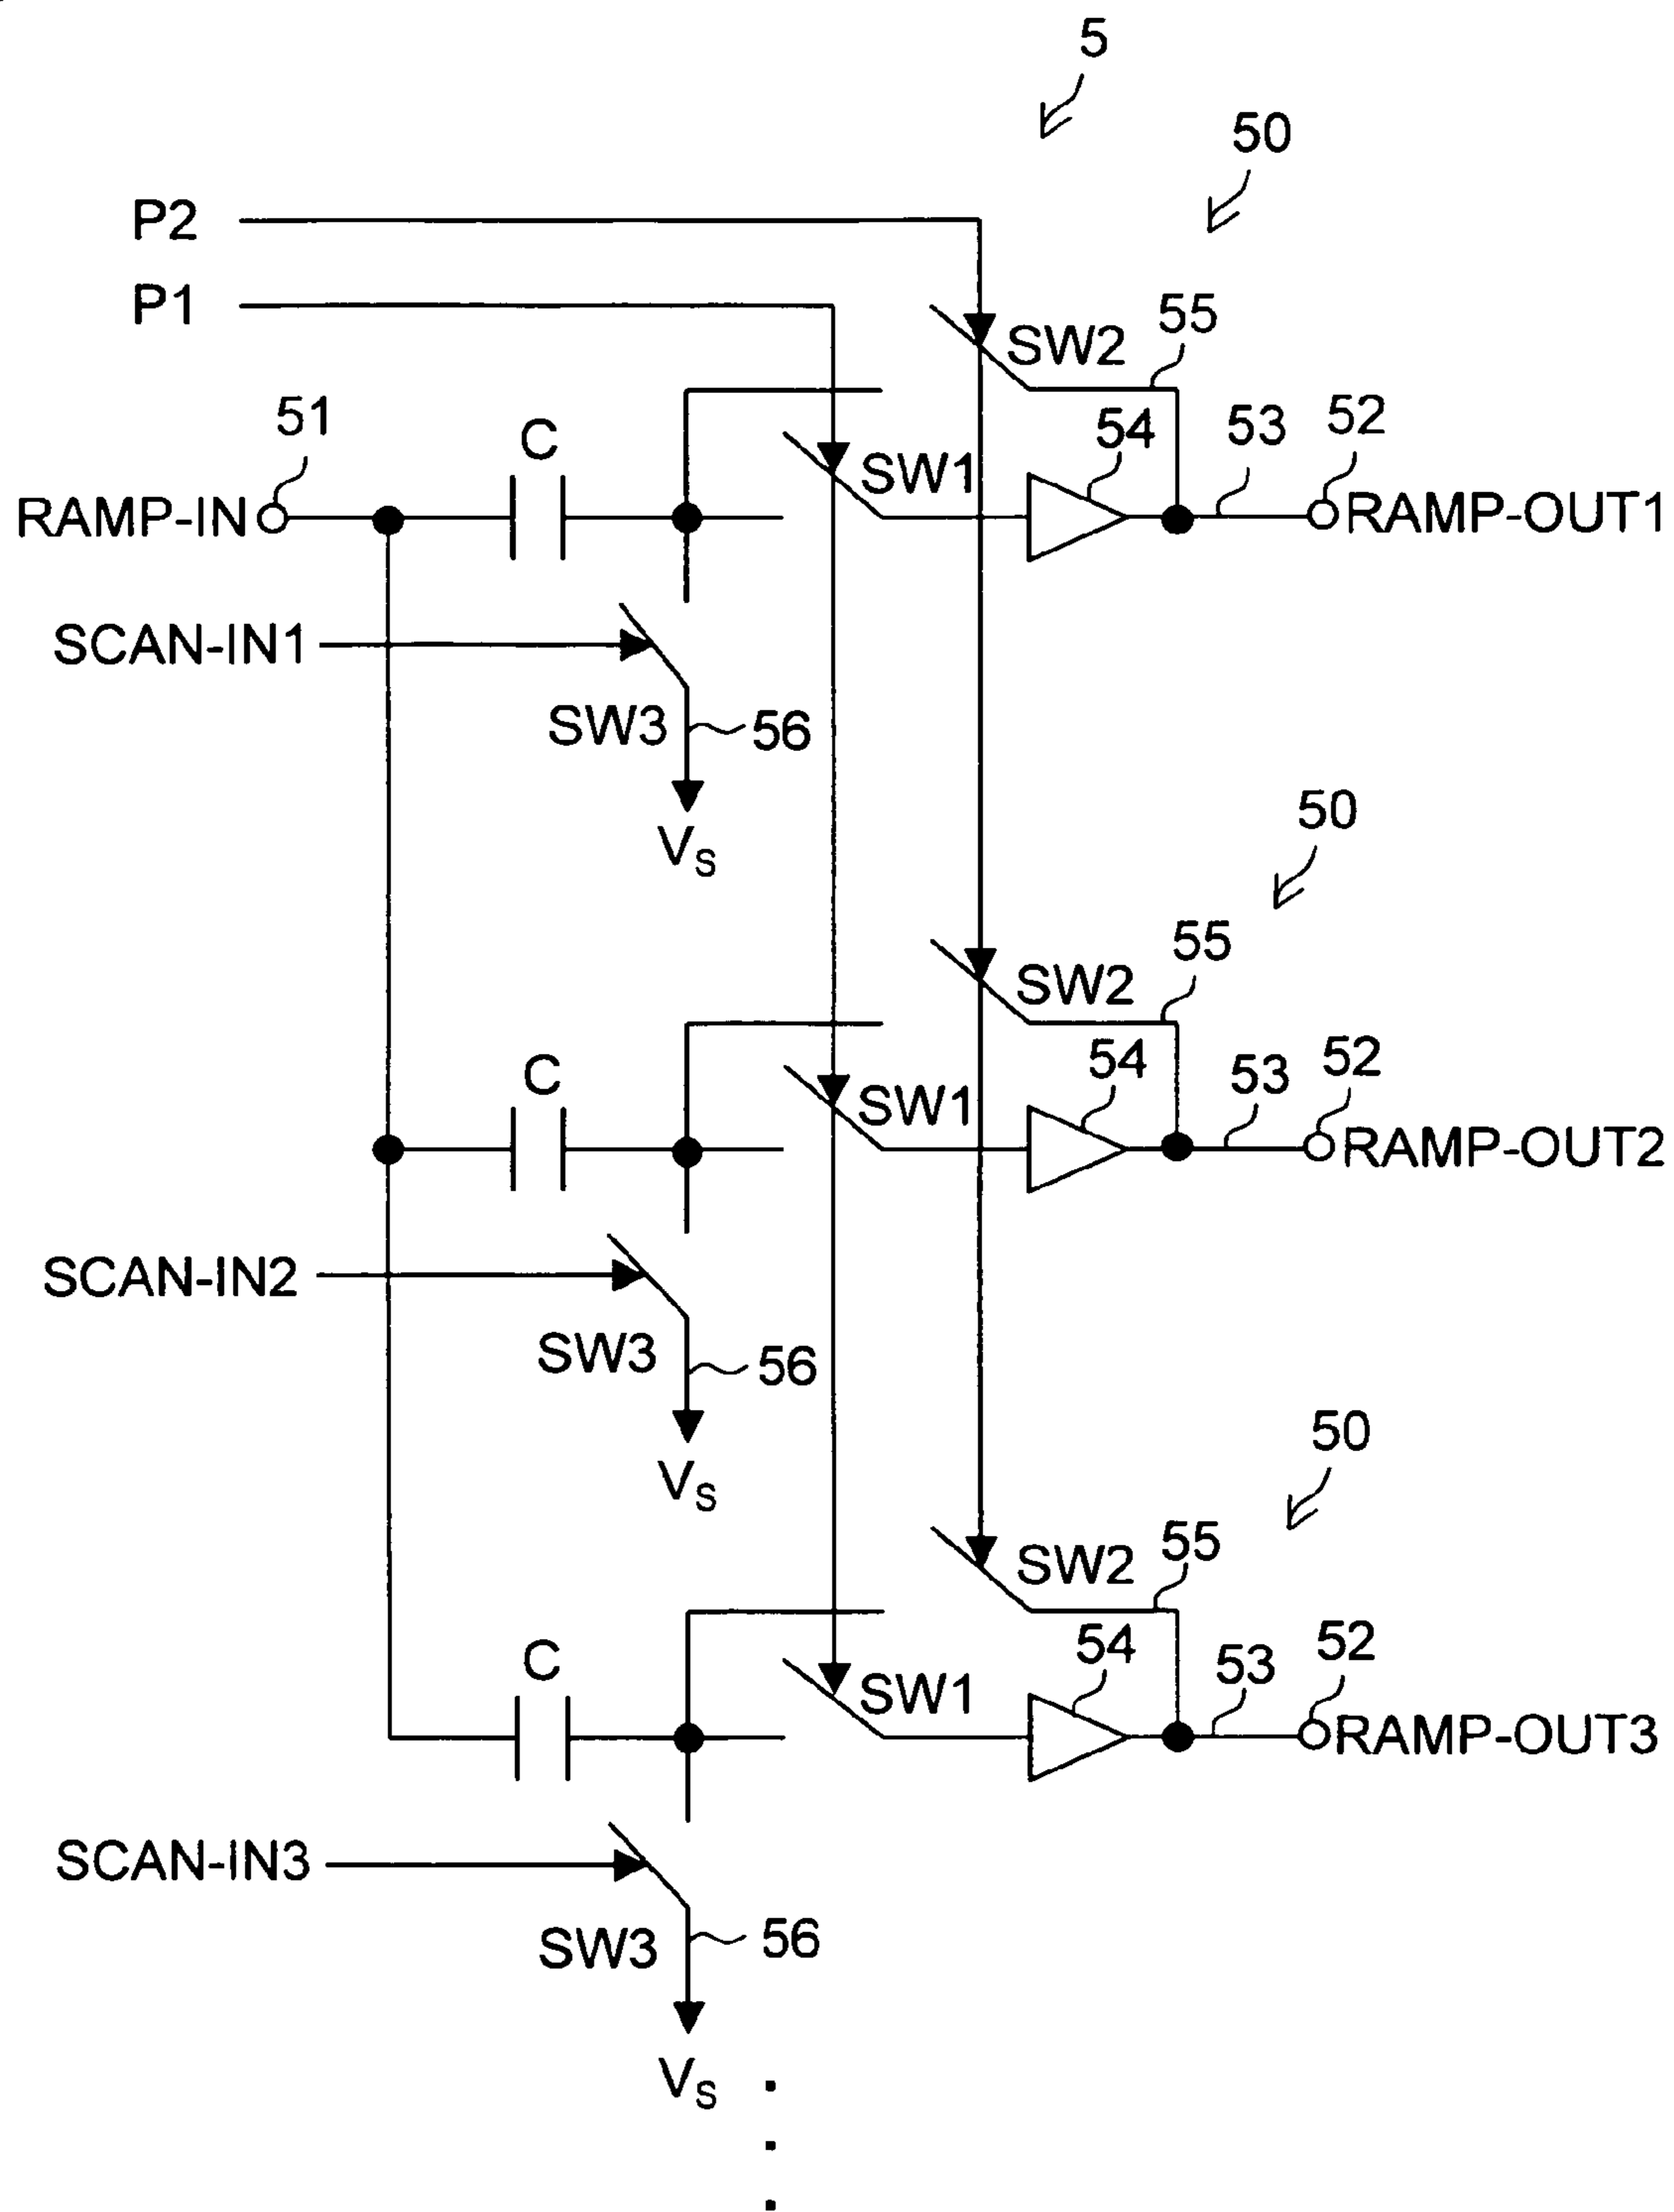 5
50
P2
P1
SW2
55
51
C
SW1
54
53
52
RAMP-IN
RAMP-OUT1
SCAN-IN1
SW3
56
VS
50
SW2
55
C
SW1
54
53
52
RAMP-OUT2
SCAN-IN2
SW3
56
VS
50
SW2
55
C
SW1
54
53
52
RAMP-OUT3
SCAN-IN3
SW3
56
VS